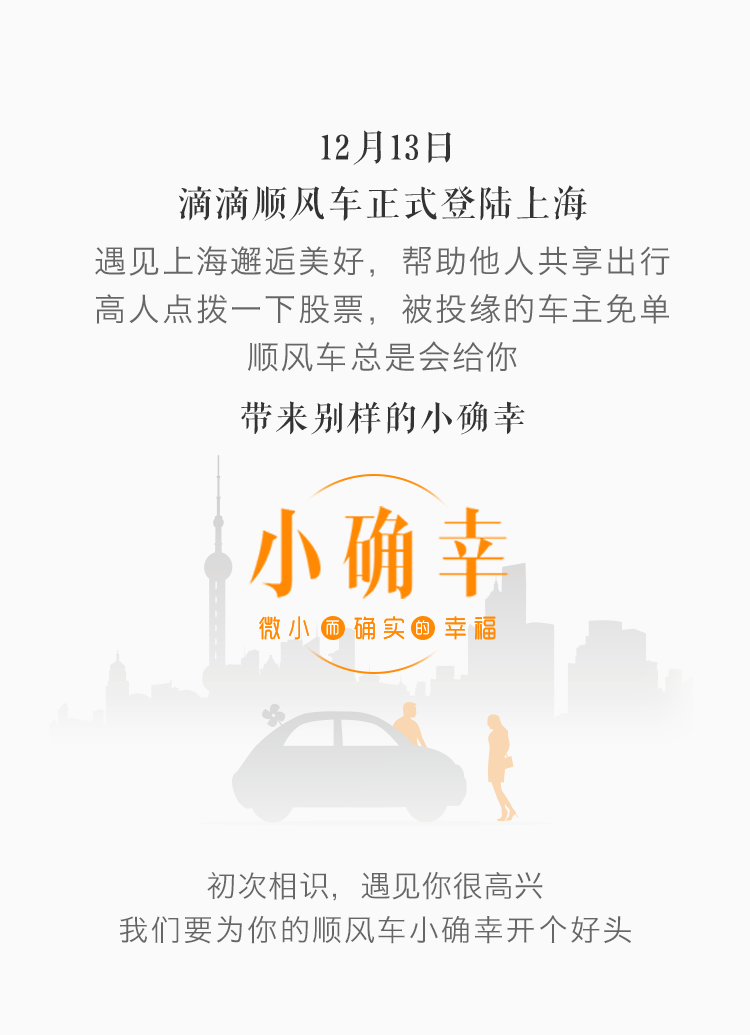 12月13日
滴滴顺风车正式登陆上海
遇见上海邂逅美好，帮助他人共享出行
高人点拨一下股票，被投缘的车主免单
顺风车总是会给你
带来别样的小确幸
小确幸
微小而确实的幸福
初次相识，遇见你很高兴
我们要为你的顺风车小确幸开个好头